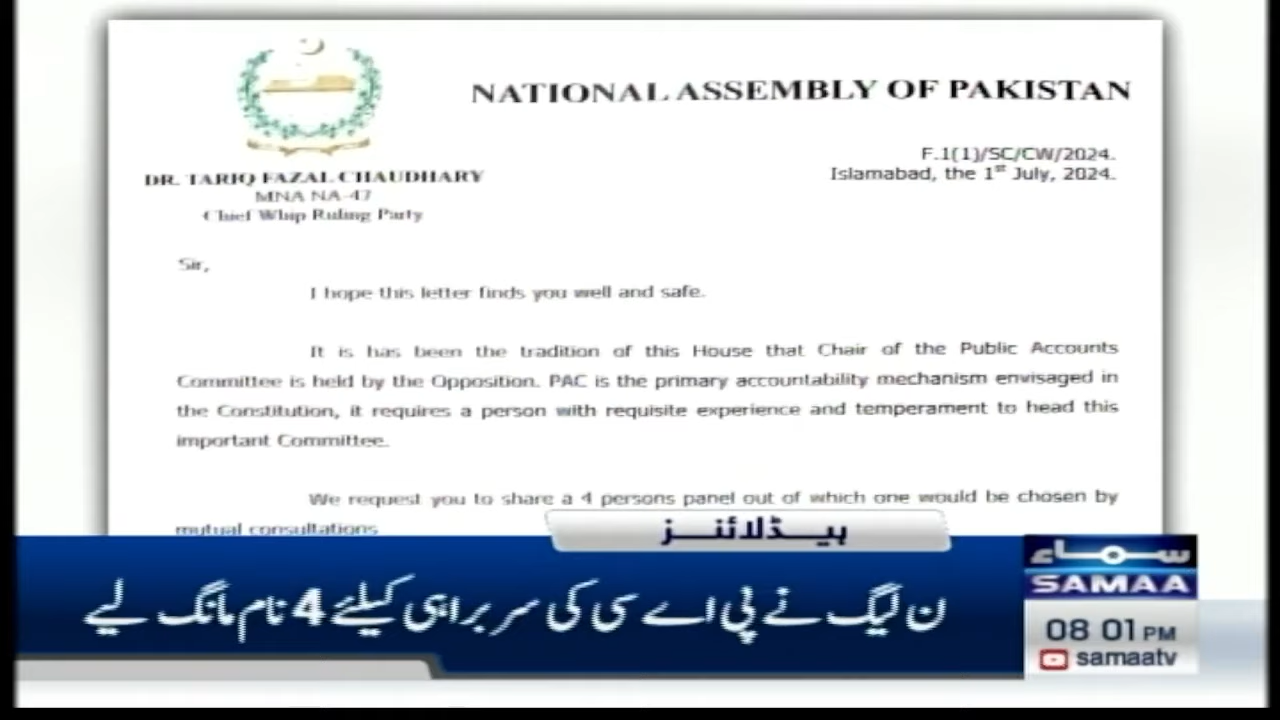 NATIONAL ASSEMBLY OF PAKISTAN
F.1(1)/SC/CW/2024.
Islamabad, the 1st July, 2024.
DR. TARIQ FAZAL CHAUDHARY
MNA NA-47
Chief Whip Ruling Party
Sir,
I hope this letter finds you well and safe.
It is has been the tradition of this House that Chair of the Public Accounts
Committee is held by the Opposition. PAC is the primary accountability mechanism envisaged in
the Constitution, it requires a person with requisite experience and temperament to head this
important Committee.
We request you to share a 4 persons panel out of which one would be chosen by
mutual consultations
ہیڈلائنز
ن لیگ نے پی اے سی کی سربراہی کیلئے 4 نام مانگ لیے
سماء
SAMAA
08 01 PM
samaatv